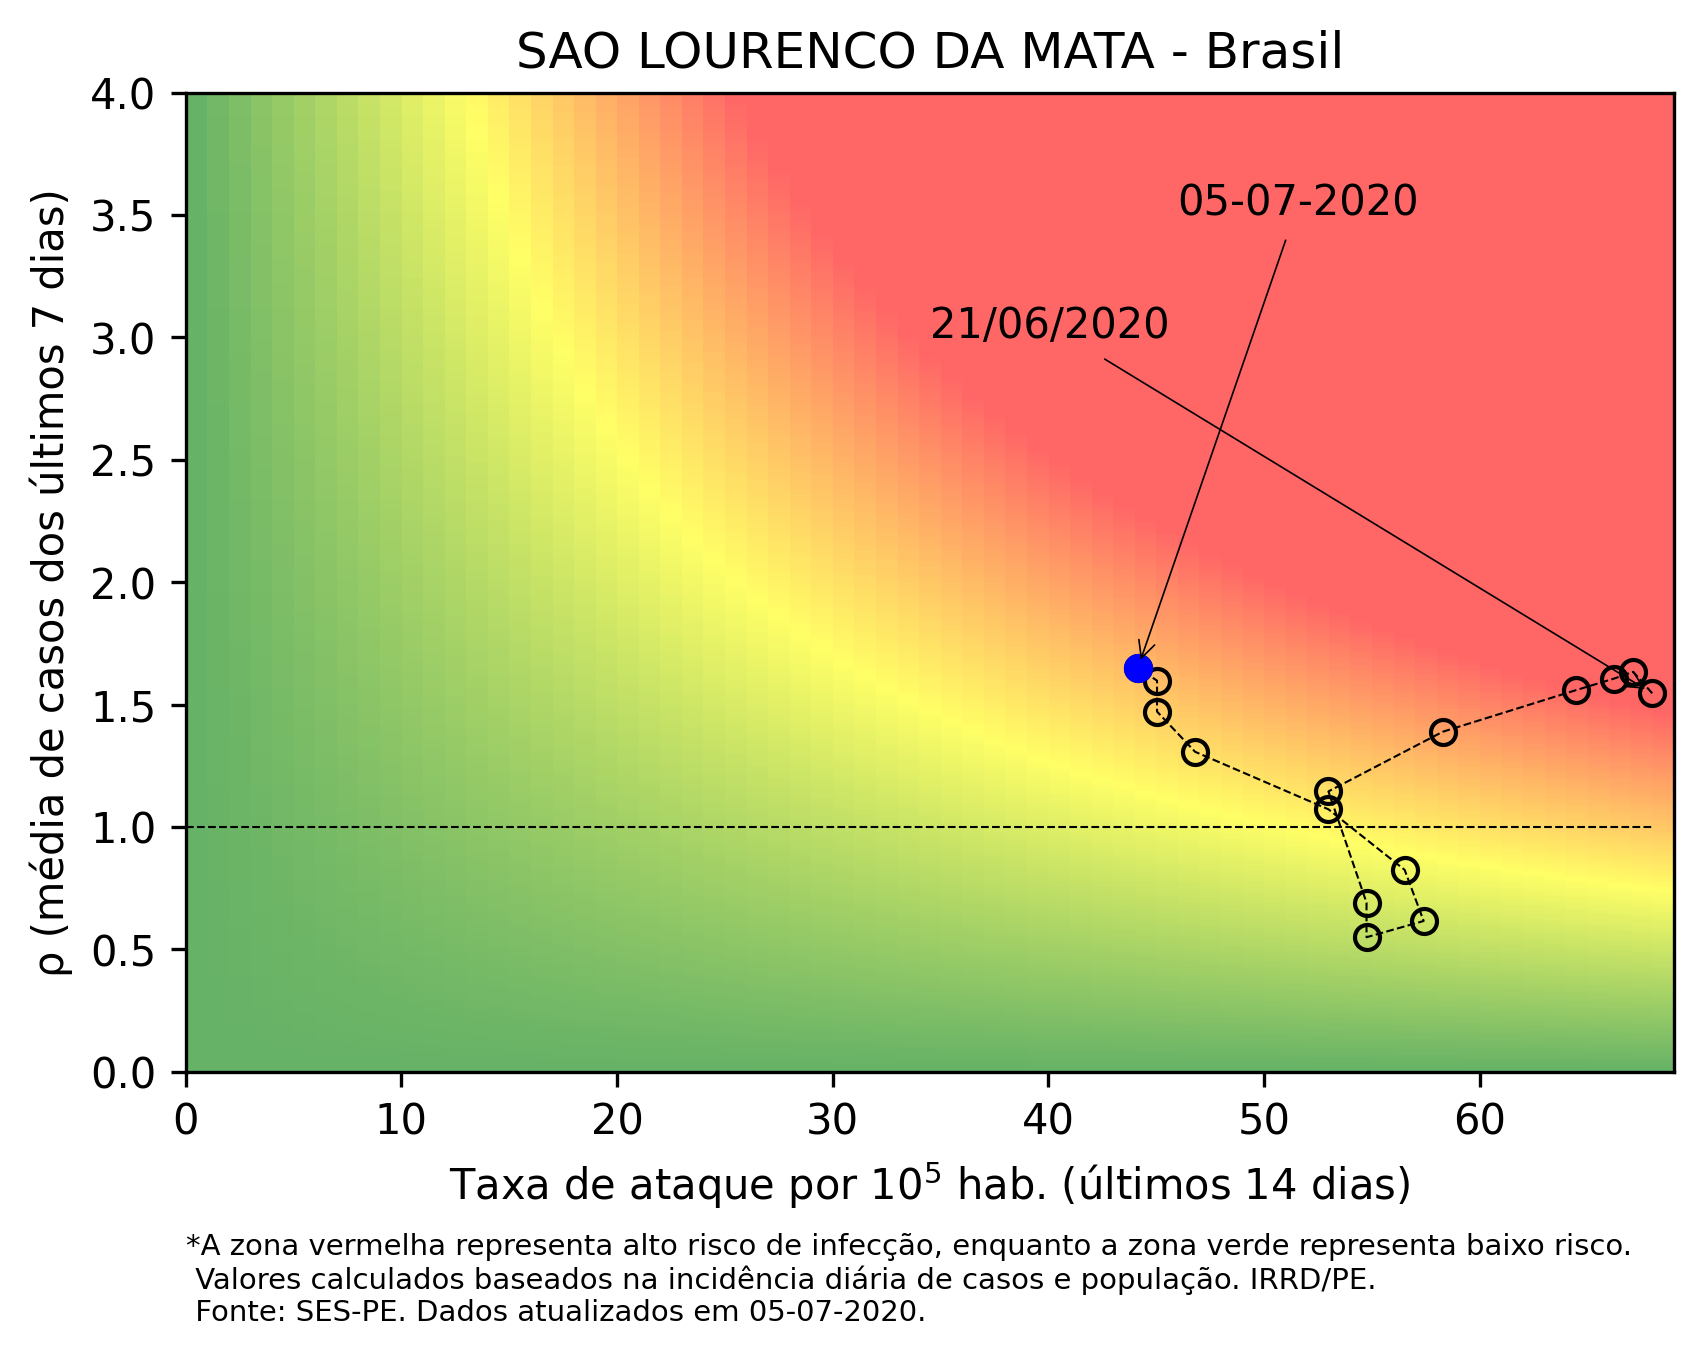 SAO LOURENCO DA MATA - Brasil
ρ (média de casos dos últimos 7 dias)
4.0
3.5
3.0
2.5
2.0
1.5
1.0
0.5
0.0
05-07-2020
21/06/2020
0 10 20 30 40 50 60
Taxa de ataque por 10⁵ hab. (últimos 14 dias)
*A zona vermelha representa alto risco de infecção, enquanto a zona verde representa baixo risco.
Valores calculados baseados na incidência diária de casos e população. IRRD/PE.
Fonte: SES-PE. Dados atualizados em 05-07-2020.